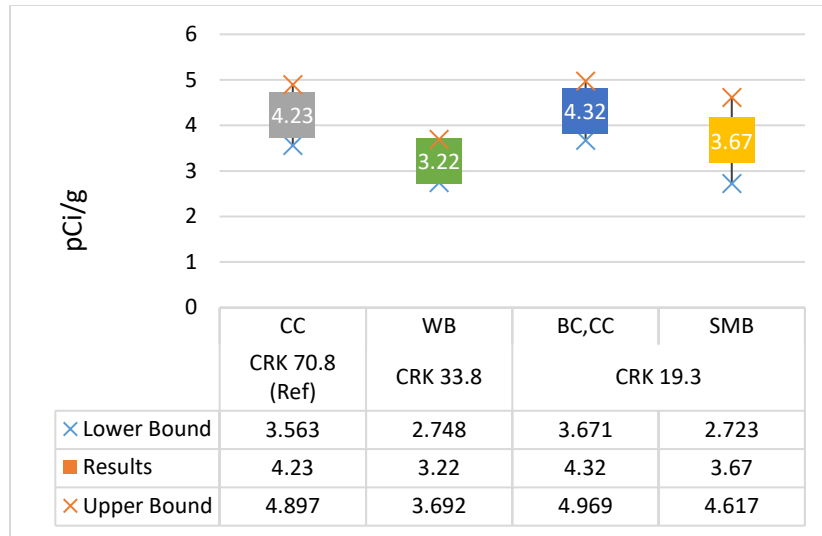 6
5
4
3
2
1
0
pCi/g
4.23
3.22
4.32
3.67
CC WB BC,CC SMB
CRK 70.8
(Ref) CRK 33.8 CRK 19.3
Lower Bound 3.563 2.748 3.671 2.723
Results 4.23 3.22 4.32 3.67
Upper Bound 4.897 3.692 4.969 4.617